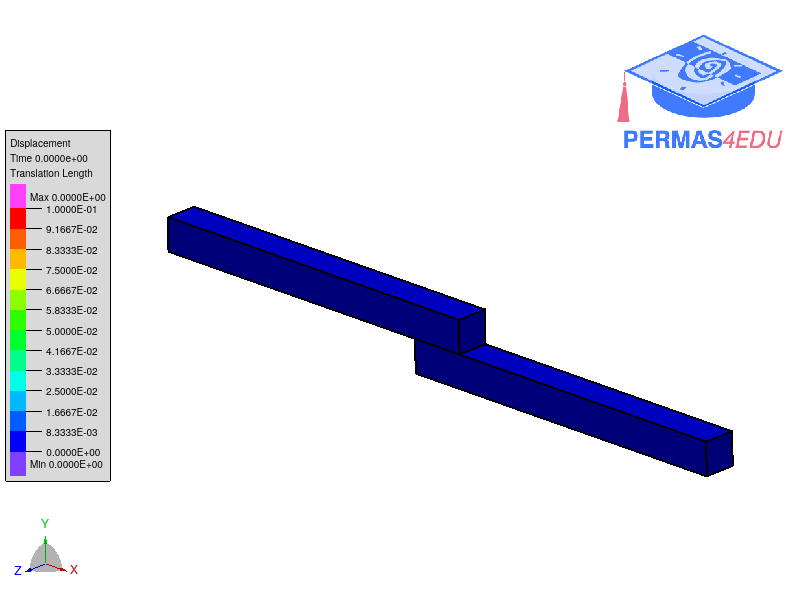 PERMAS4EDU
Displacement
Time 0.0000e+00
Translation Length
Max 0.0000E+00
1.0000E-01
9.1667E-02
8.3333E-02
7.5000E-02
6.6667E-02
5.8333E-02
5.0000E-02
4.1667E-02
3.3333E-02
2.5000E-02
1.6667E-02
8.3333E-03
0.0000E+00
Min 0.0000E+00
Y
Z
X